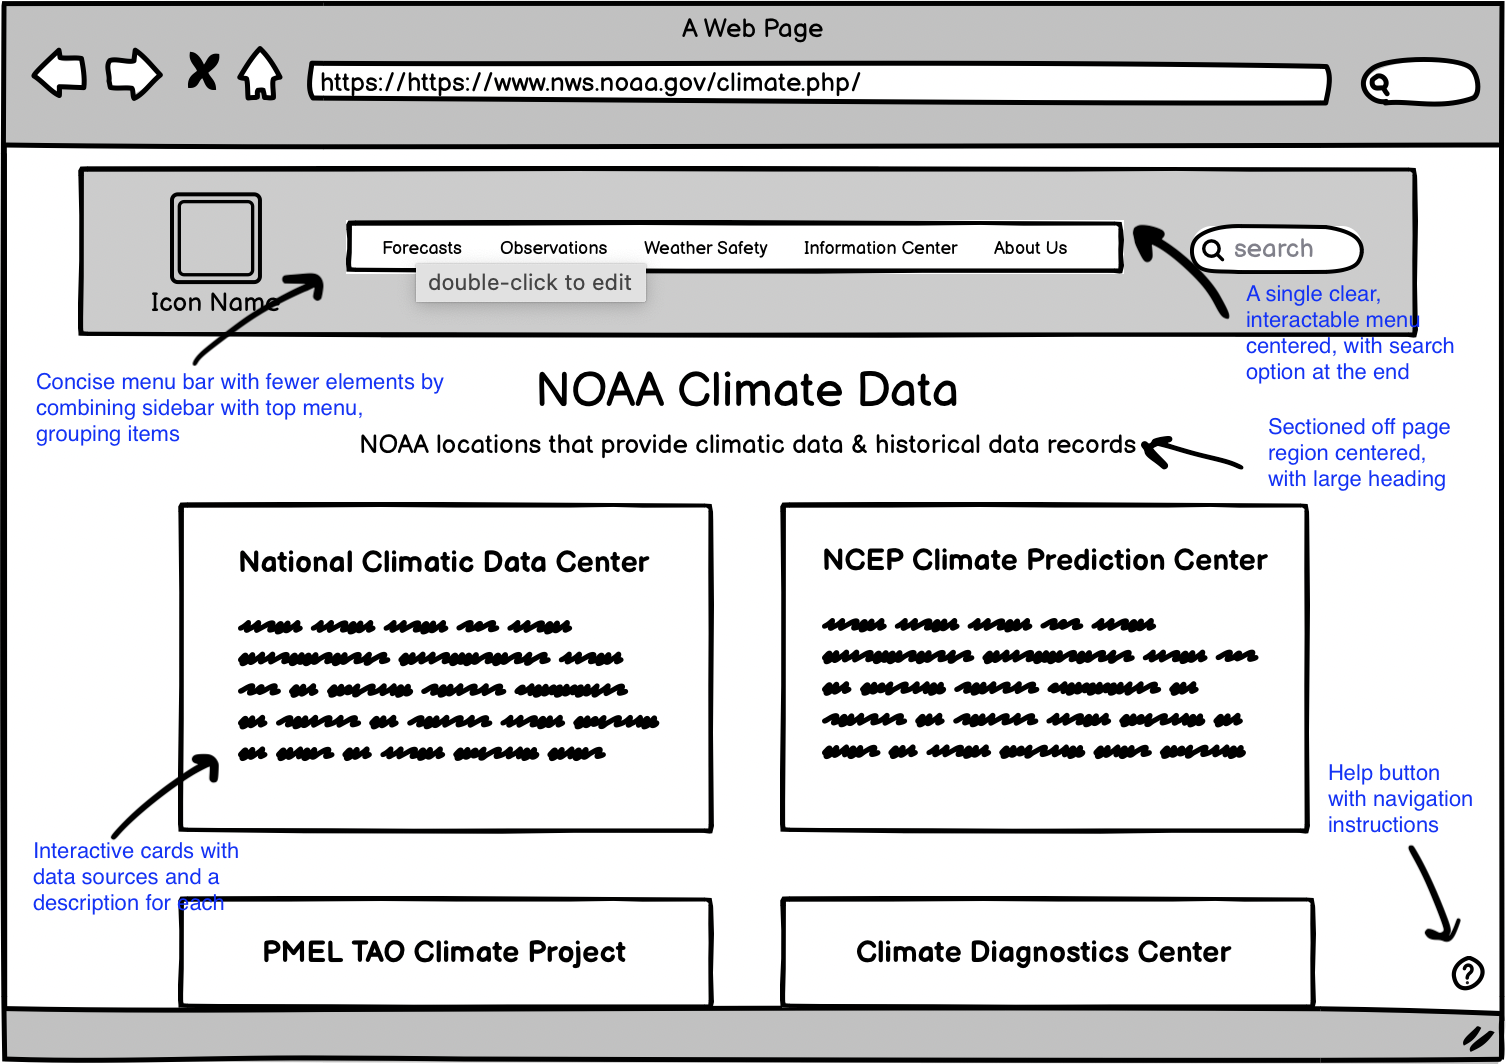 A Web Page
https://https://www.nws.noaa.gov/climate.php/
Forecasts Observations Weather Safety Information Center About Us
search
double-click to edit
Icon Name
A single clear,
interactable menu
centered, with search
option at the end
Concise menu bar with fewer elements by
combining sidebar with top menu,
grouping items
NOAA Climate Data
NOAA locations that provide climatic data & historical data records
Sectioned off page
region centered,
with large heading
National Climatic Data Center
NCEP Climate Prediction Center
Help button
with navigation
instructions
Interactive cards with
data sources and a
description for each
PMEL TAO Climate Project
Climate Diagnostics Center
?